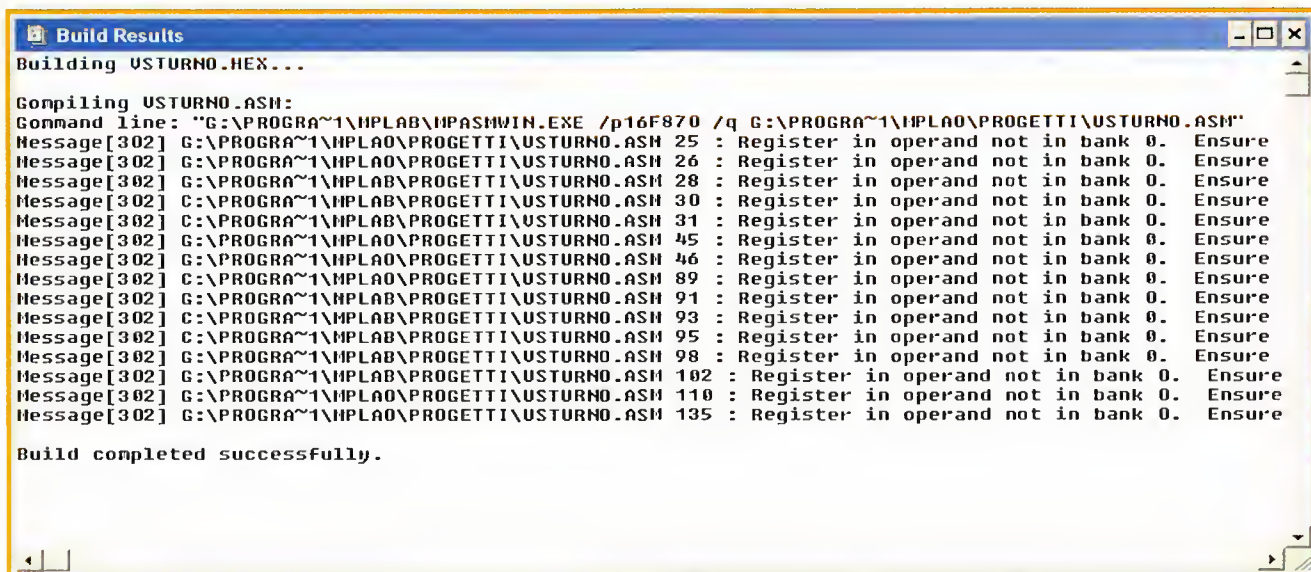 Build Results
Building VSTURNO.HEX...
Gompiling USTURNO.ASM:
Gommand line: "G:\PROGRA~1\MPLAB\MPASMWIN.EXE /p16F870 /q G:\PROGRA~1\MPLAO\PROGETTI\USTURNO.ASM"
Message[302] G:\PROGRA~1\MPLAO\PROGETTI\USTURNO.ASM 25 : Register in operand not in bank 0. Ensure
Message[302] G:\PROGRA~1\MPLAO\PROGETTI\USTURNO.ASM 26 : Register in operand not in bank 0. Ensure
Message[302] G:\PROGRA~1\MPLAB\PROGETTI\USTURNO.ASM 28 : Register in operand not in bank 0. Ensure
Message[302] C:\PROGRA~1\MPLAB\PROGETTI\USTURNO.ASM 30 : Register in operand not in bank 0. Ensure
Message[302] C:\PROGRA~1\MPLAB\PROGETTI\USTURNO.ASM 31 : Register in operand not in bank 0. Ensure
Message[302] G:\PROGRA~1\MPLAO\PROGETTI\USTURNO.ASM 45 : Register in operand not in bank 0. Ensure
Message[302] G:\PROGRA~1\MPLAO\PROGETTI\USTURNO.ASM 46 : Register in operand not in bank 0. Ensure
Message[302] C:\PROGRA~1\MPLAB\PROGETTI\USTURNO.ASM 89 : Register in operand not in bank 0. Ensure
Message[302] G:\PROGRA~1\MPLAB\PROGETTI\USTURNO.ASM 91 : Register in operand not in bank 0. Ensure
Message[302] C:\PROGRA~1\MPLAB\PROGETTI\USTURNO.ASM 93 : Register in operand not in bank 0. Ensure
Message[302] C:\PROGRA~1\MPLAB\PROGETTI\USTURNO.ASM 95 : Register in operand not in bank 0. Ensure
Message[302] G:\PROGRA~1\MPLAB\PROGETTI\USTURNO.ASM 98 : Register in operand not in bank 0. Ensure
Message[302] G:\PROGRA~1\MPLAB\PROGETTI\USTURNO.ASM 102 : Register in operand not in bank 0. Ensure
Message[302] G:\PROGRA~1\MPLAB\PROGETTI\USTURNO.ASM 110 : Register in operand not in bank 0. Ensure
Message[302] G:\PROGRA~1\MPLAO\PROGETTI\USTURNO.ASM 135 : Register in operand not in bank 0. Ensure
Build completed successfully.